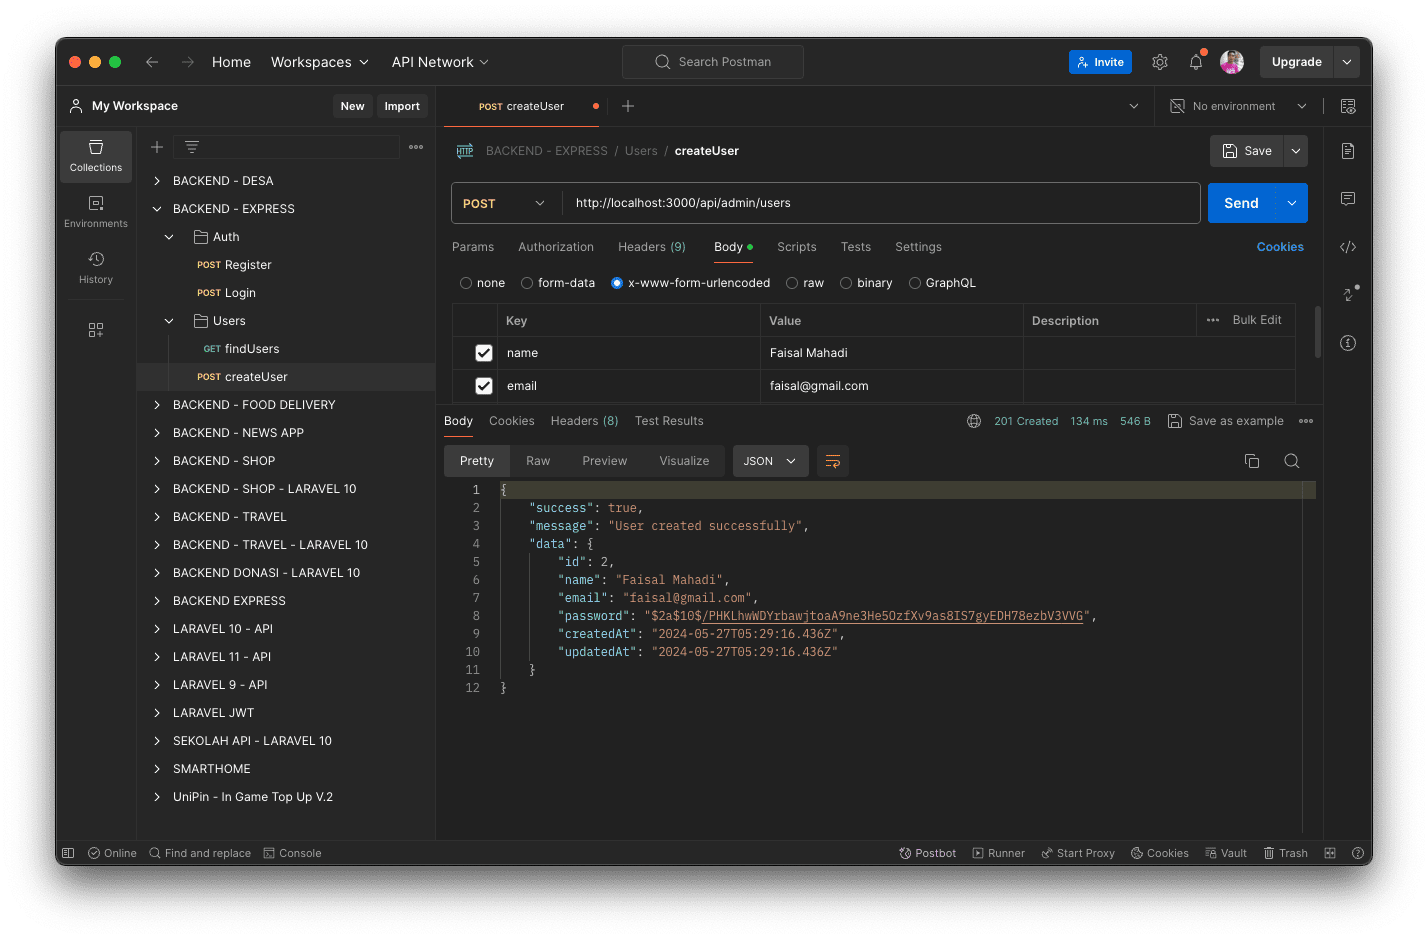 Home Workspaces API Network Search Postman Invite Upgrade
My Workspace New Import POST createUser No environment
Collections
Environments
History
BACKEND - DESA
BACKEND - EXPRESS
Auth
POST Register
POST Login
Users
GET findUsers
POST createUser
BACKEND - FOOD DELIVERY
BACKEND - NEWS APP
BACKEND - SHOP
BACKEND - SHOP - LARAVEL 10
BACKEND - TRAVEL
BACKEND - TRAVEL - LARAVEL 10
BACKEND DONASI - LARAVEL 10
BACKEND EXPRESS
LARAVEL 10 - API
LARAVEL 11 - API
LARAVEL 9 - API
LARAVEL JWT
SEKOLAH API - LARAVEL 10
SMARTHOME
UniPin - In Game Top Up V.2
HTTP BACKEND - EXPRESS / Users / createUser Save
POST http://localhost:3000/api/admin/users Send
Params Authorization Headers (9) Body Scripts Tests Settings Cookies
none form-data x-www-form-urlencoded raw binary GraphQL
Key Value Description Bulk Edit
name Faisal Mahadi
email faisal@gmail.com
Body Cookies Headers (8) Test Results 201 Created 134 ms 546 B Save as example
Pretty Raw Preview Visualize JSON
1 {
2 "success": true,
3 "message": "User created successfully",
4 "data": {
5 "id": 2,
6 "name": "Faisal Mahadi",
7 "email": "faisal@gmail.com",
8 "password": "$2a$10$/PHKLhwWDYrbawjtoaA9ne3He5OzfXv9as8IS7gyEDH78ezbV3VVG",
9 "createdAt": "2024-05-27T05:29:16.436Z",
10 "updatedAt": "2024-05-27T05:29:16.436Z"
11 }
12 }
Online Find and replace Console Postbot Runner Start Proxy Cookies Vault Trash